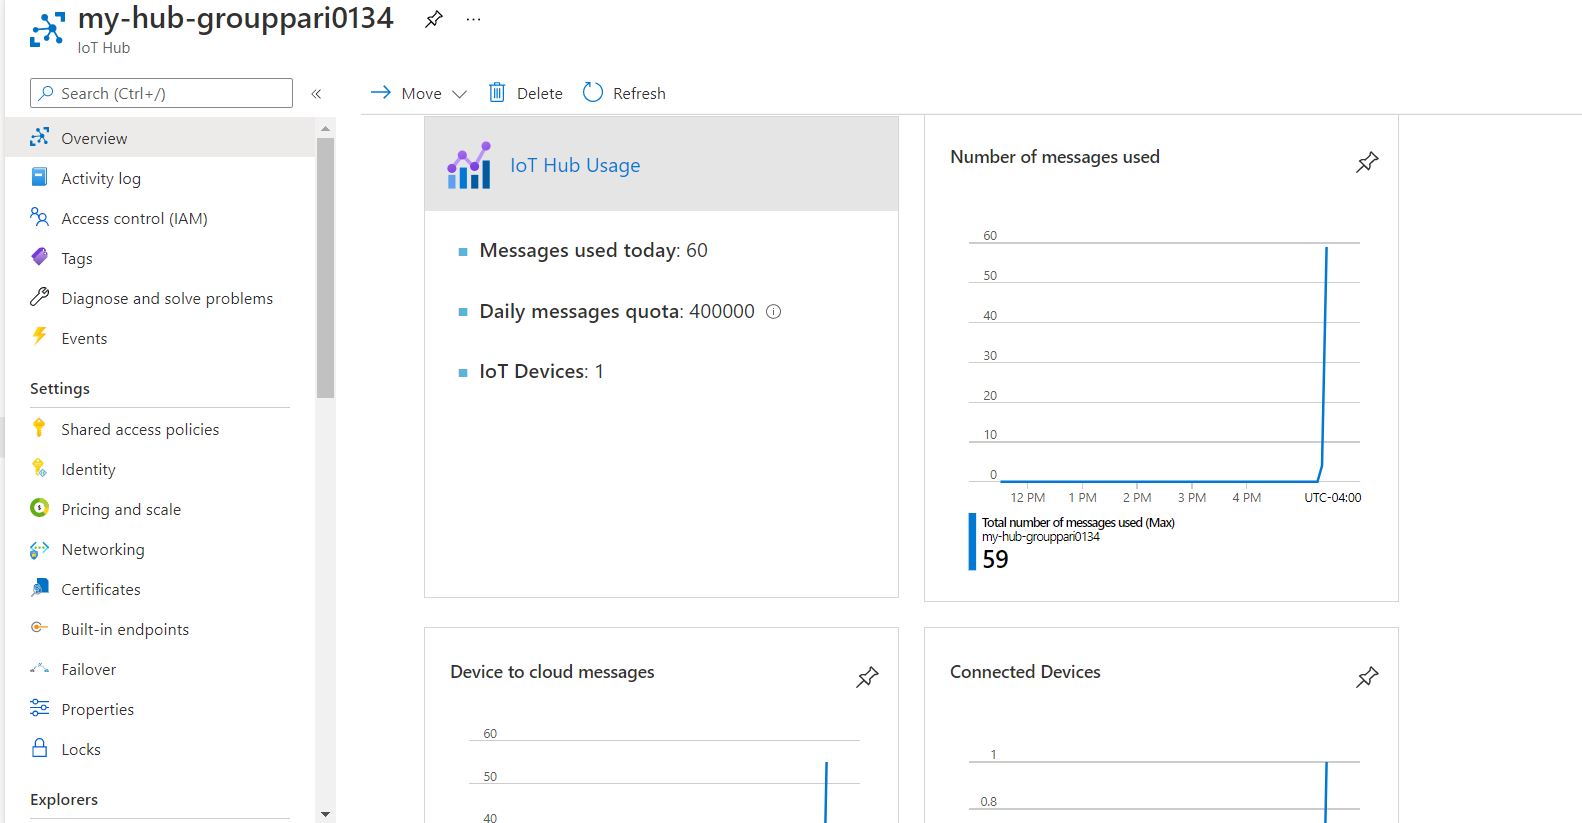 my-hub-grouppari0134
IoT Hub
Search (Ctrl+/)
«
Move
Delete
Refresh
Overview
Activity log
Access control (IAM)
Tags
Diagnose and solve problems
Events
Settings
Shared access policies
Identity
Pricing and scale
Networking
Certificates
Built-in endpoints
Failover
Properties
Locks
Explorers
IoT Hub Usage
Messages used today: 60
Daily messages quota: 400000
IoT Devices: 1
Number of messages used
60
50
40
30
20
10
0
12 PM 1 PM 2 PM 3 PM 4 PM UTC-04:00
Total number of messages used (Max)
my-hub-grouppari0134
59
Device to cloud messages
60
50
40
Connected Devices
1
0.8